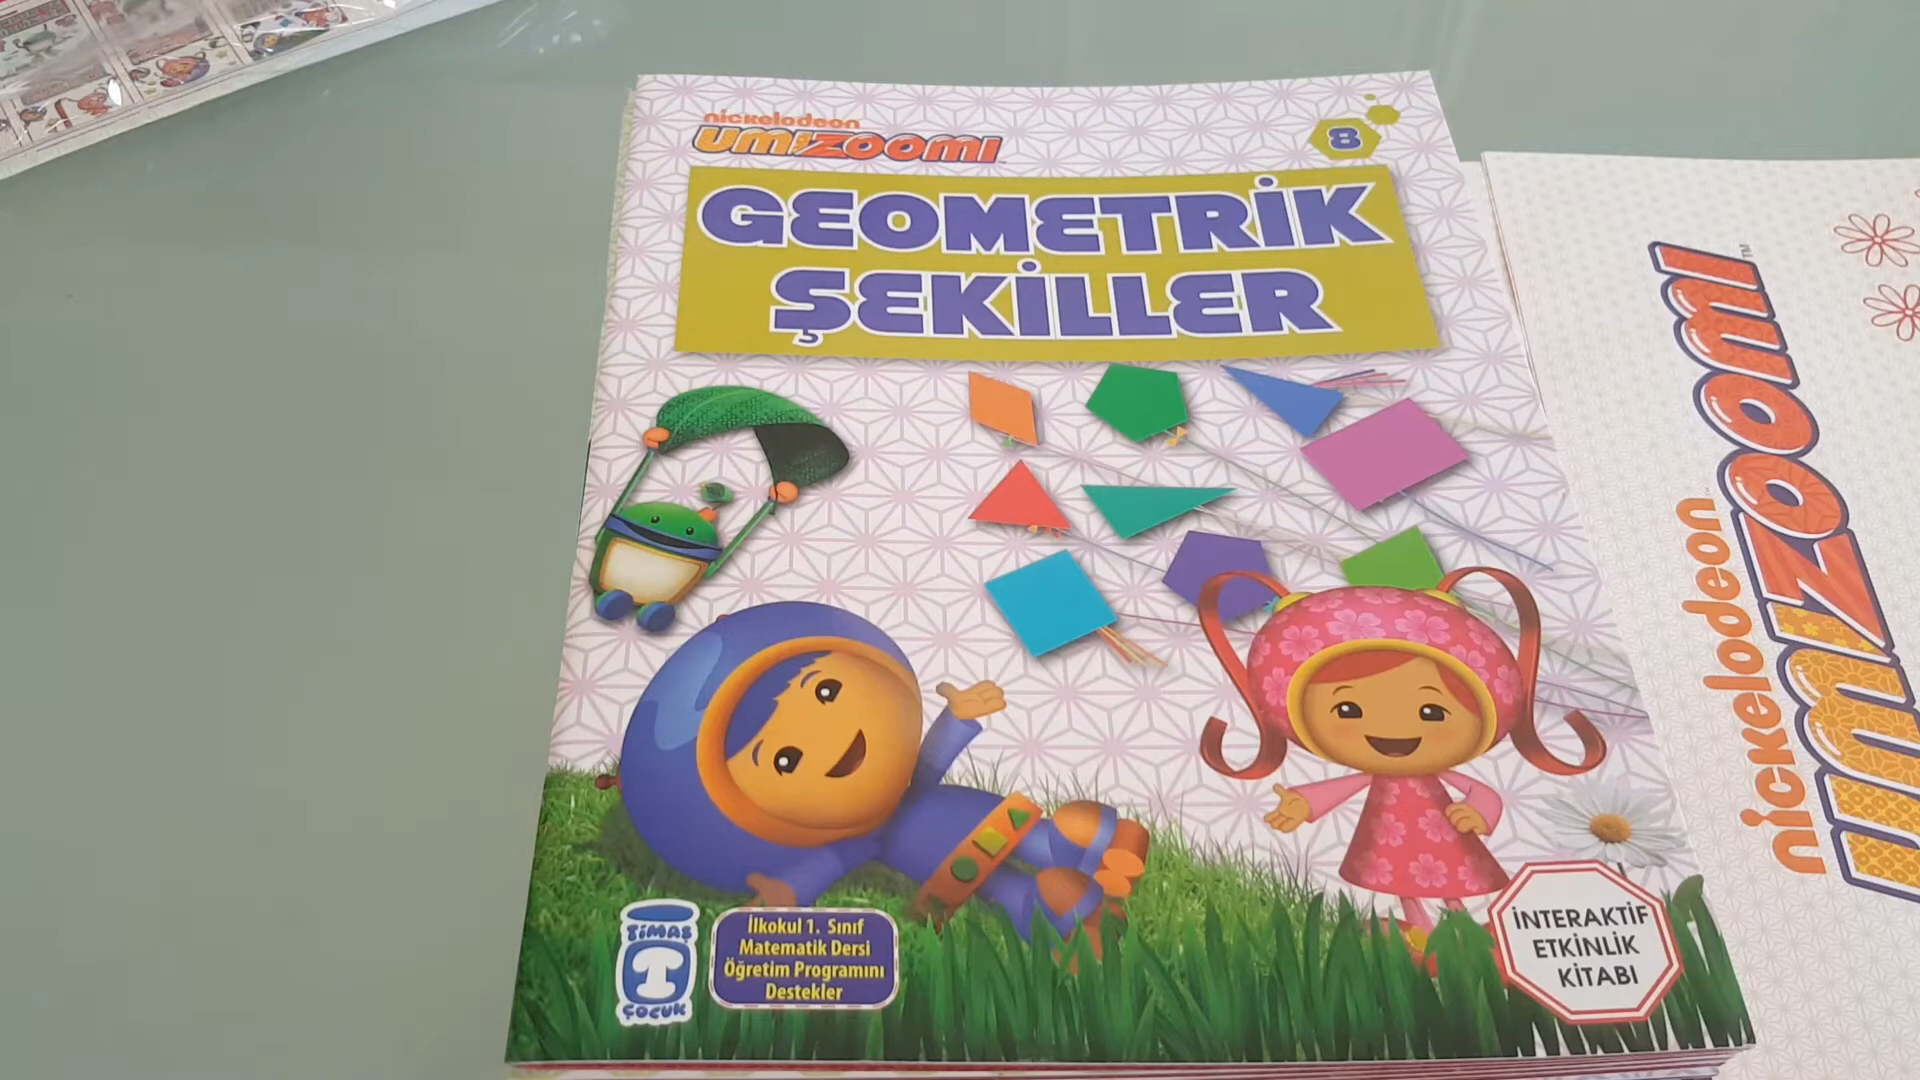 nickelodeon
UMIZOOMI
8
GEOMETRİK
ŞEKİLLER
TİMAŞ
ÇOCUK
İlkokul 1. Sınıf
Matematik Dersi
Öğretim Programını
Destekler
İNTERAKTİF
ETKİNLİK
KİTABI
nickelodeon
UMIZOOMI
TM